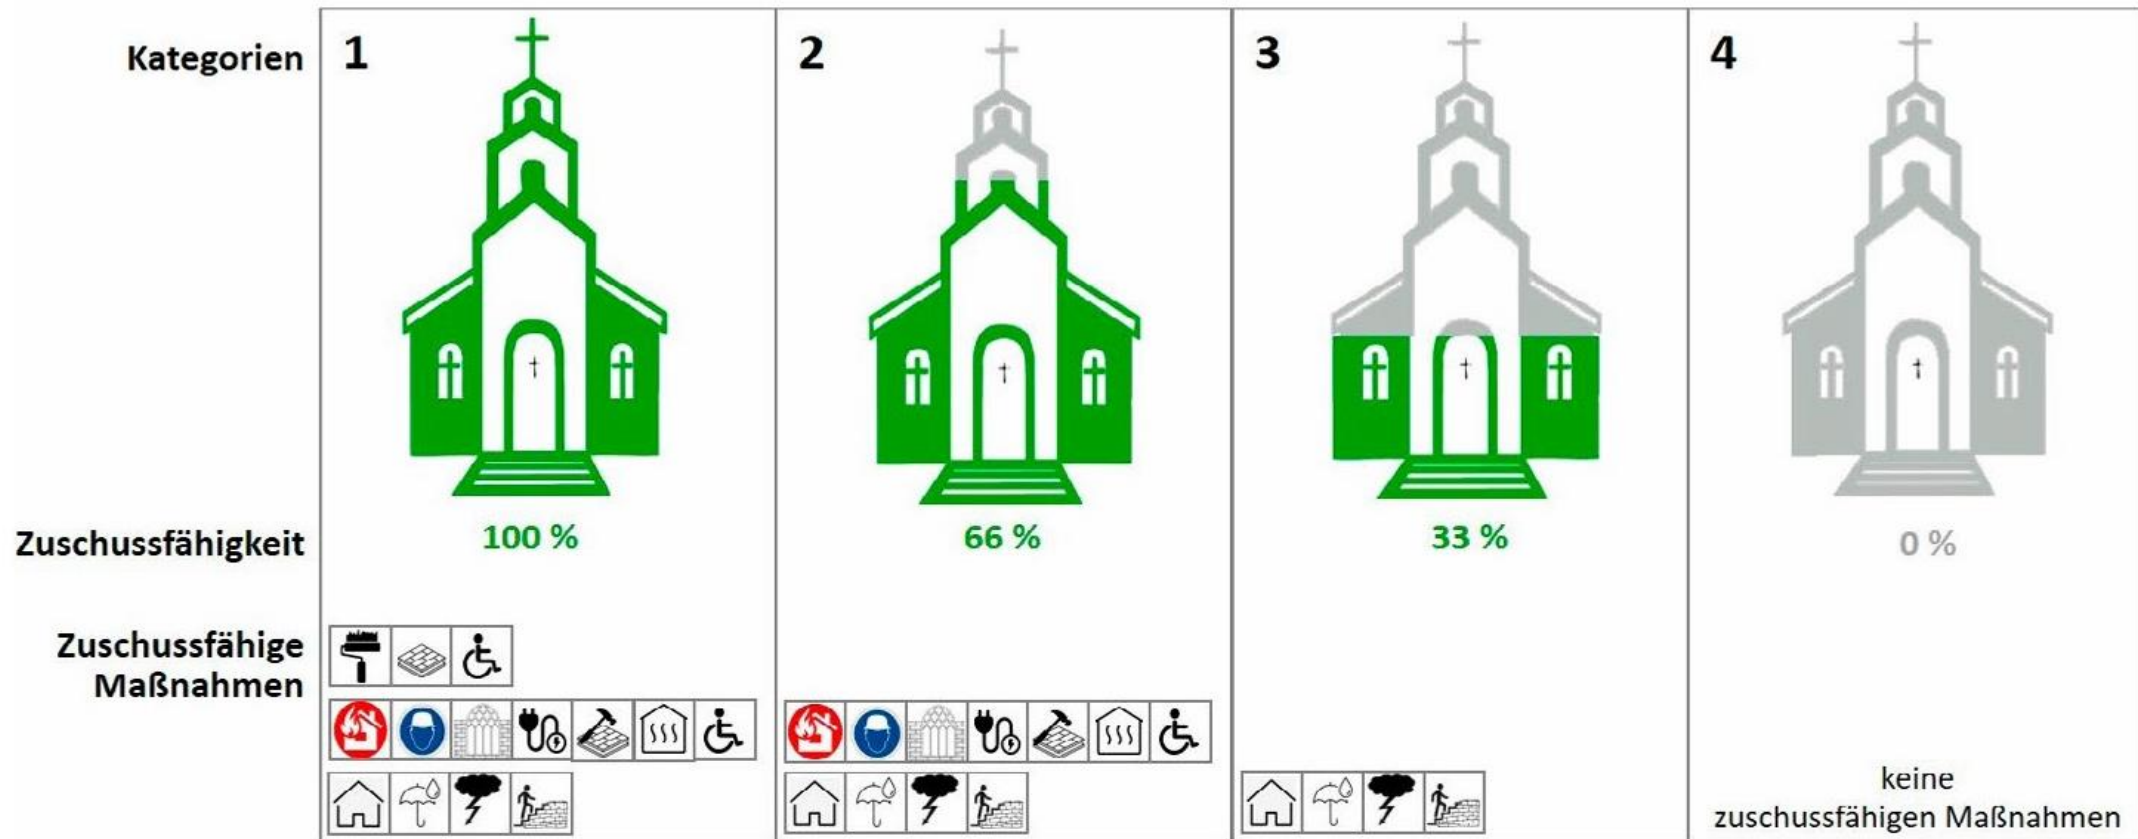 Kategorien
1
2
3
4
Zuschussfähigkeit
100 %
66 %
33 %
0 %
Zuschussfähige
Maßnahmen
keine
zuschussfähigen Maßnahmen